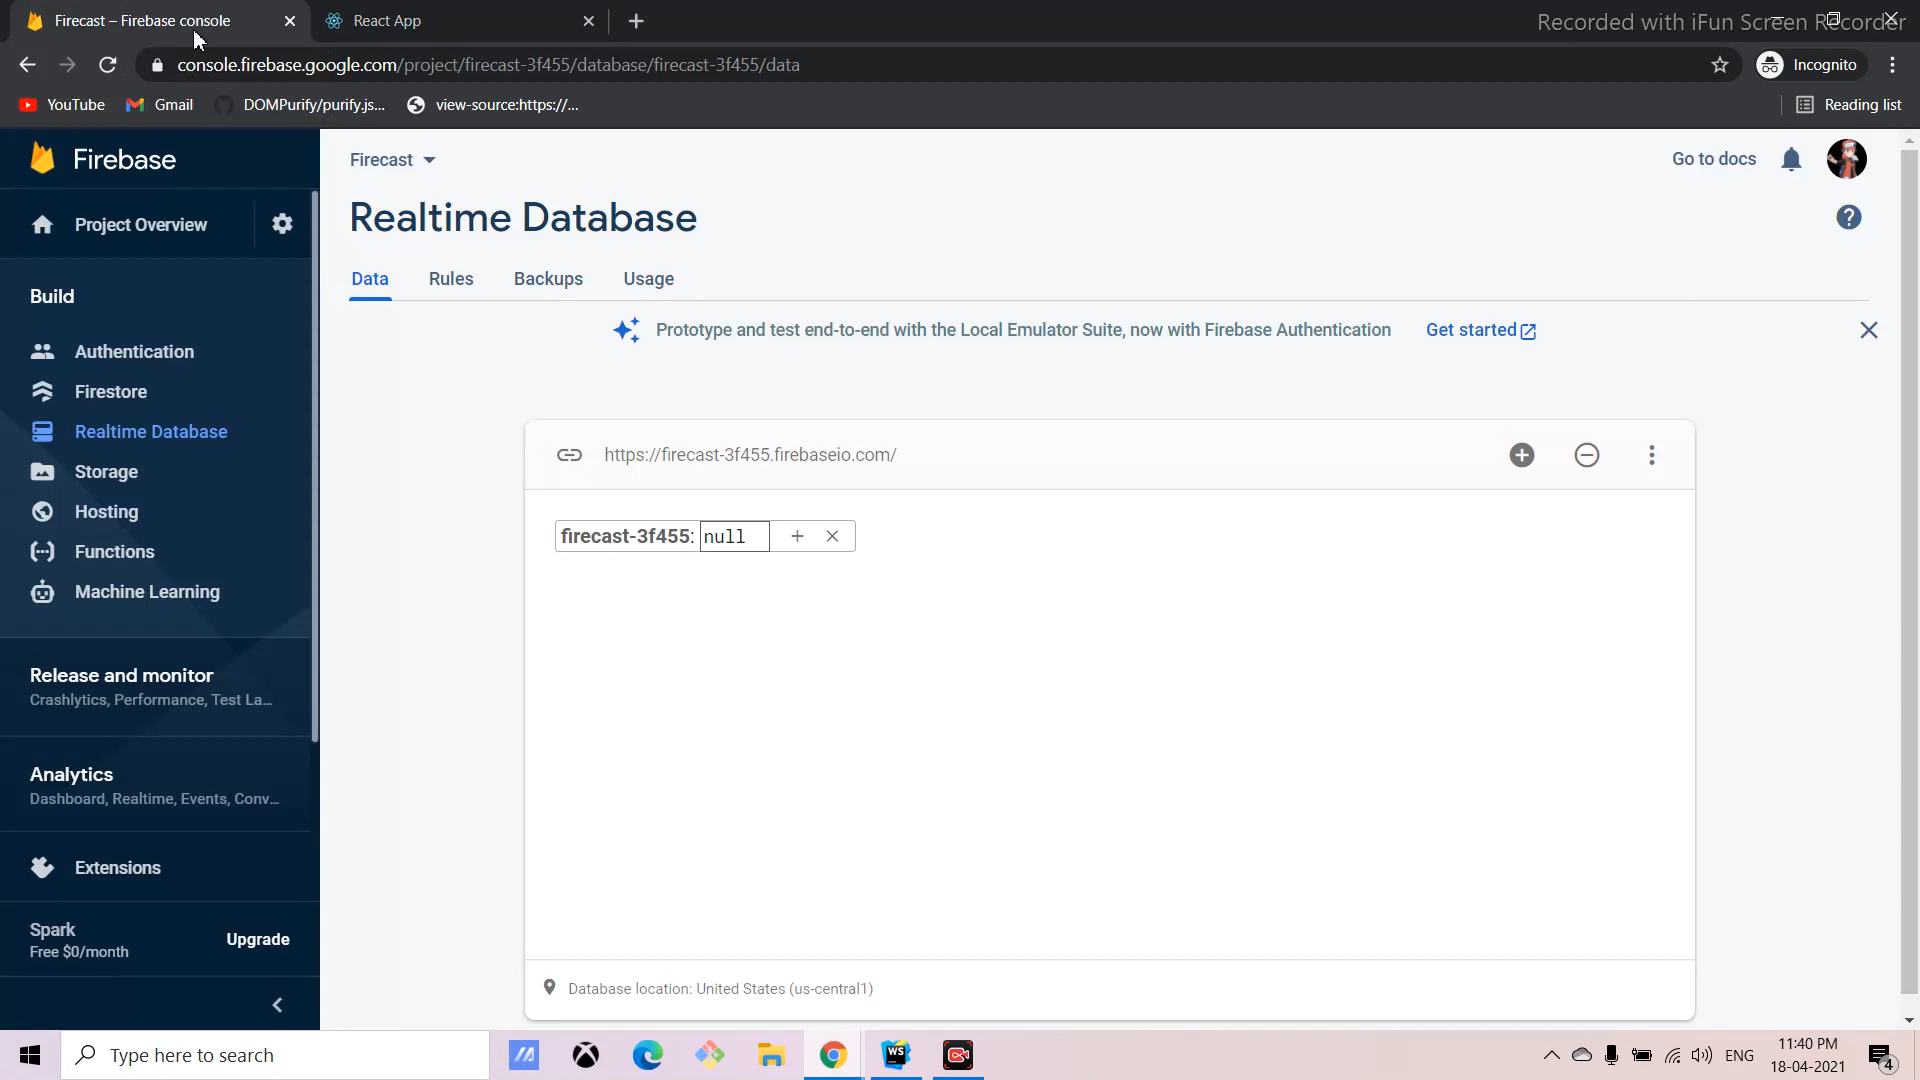 Firecast – Firebase console
React App
Recorded with iFun Screen Recorder
console.firebase.google.com/project/firecast-3f455/database/firecast-3f455/data
Incognito
YouTube
Gmail
DOMPurify/purify.js...
view-source:https://...
Reading list
Firebase
Firecast
Go to docs
Project Overview
Realtime Database
Data
Rules
Backups
Usage
Prototype and test end-to-end with the Local Emulator Suite, now with Firebase Authentication
Get started
Build
Authentication
Firestore
Realtime Database
Storage
Hosting
Functions
Machine Learning
Release and monitor
Crashlytics, Performance, Test La...
Analytics
Dashboard, Realtime, Events, Conv...
Extensions
Spark
Free $0/month
Upgrade
https://firecast-3f455.firebaseio.com/
firecast-3f455: null
Database location: United States (us-central1)
Type here to search
WS
ENG
11:40 PM
18-04-2021
4